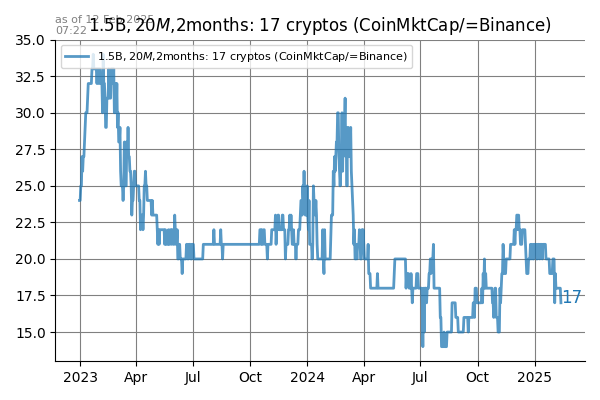 as of 12 Feb 2025
07:22
1.5B, 20M, 2months: 17 cryptos (CoinMktCap/=Binance)
1.5B, 20M, 2months: 17 cryptos (CoinMktCap/=Binance)
35.0
32.5
30.0
27.5
25.0
22.5
20.0
17.5
15.0
17
2023
Apr
Jul
Oct
2024
Apr
Jul
Oct
2025